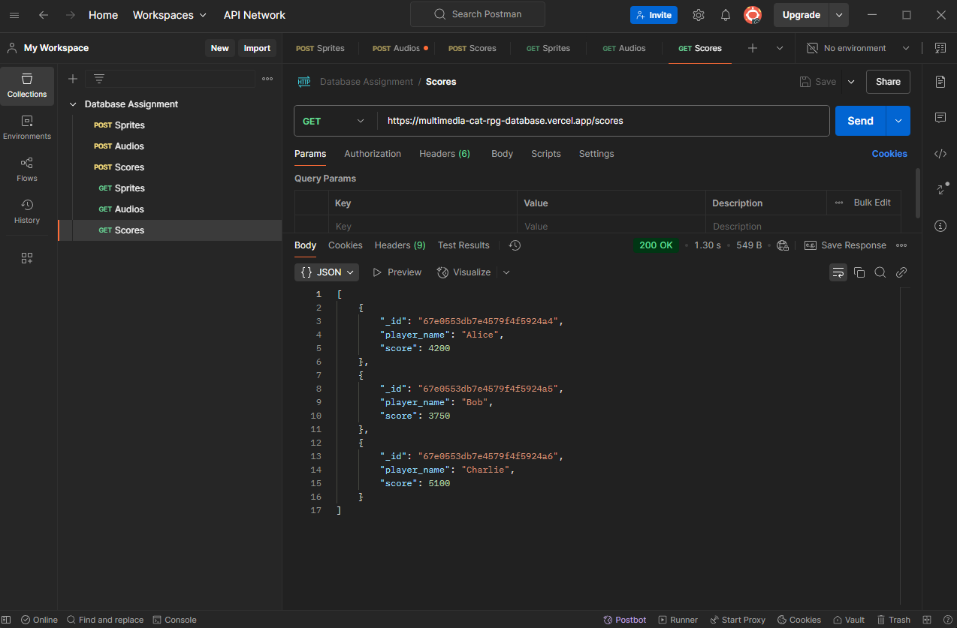 Home Workspaces API Network Search Postman Invite Upgrade
My Workspace New Import POST Sprites POST Audios POST Scores GET Sprites GET Audios GET Scores No environment
Collections
Environments
Flows
History
Database Assignment
POST Sprites
POST Audios
POST Scores
GET Sprites
GET Audios
GET Scores
HTTP Database Assignment / Scores Save Share
GET https://multimedia-cat-rpg-database.vercel.app/scores Send
Params Authorization Headers (6) Body Scripts Settings Cookies
Query Params
Key Value Description Bulk Edit
Key Value Description
Body Cookies Headers (9) Test Results 200 OK 1.30 s 549 B Save Response
{} JSON Preview Visualize
1 [
2 {
3 "_id": "67e0553db7e4579f4f5924a4",
4 "player_name": "Alice",
5 "score": 4200
6 },
7 {
8 "_id": "67e0553db7e4579f4f5924a5",
9 "player_name": "Bob",
10 "score": 3750
11 },
12 {
13 "_id": "67e0553db7e4579f4f5924a6",
14 "player_name": "Charlie",
15 "score": 5100
16 }
17 ]
Online Find and replace Console Postbot Runner Start Proxy Cookies Vault Trash